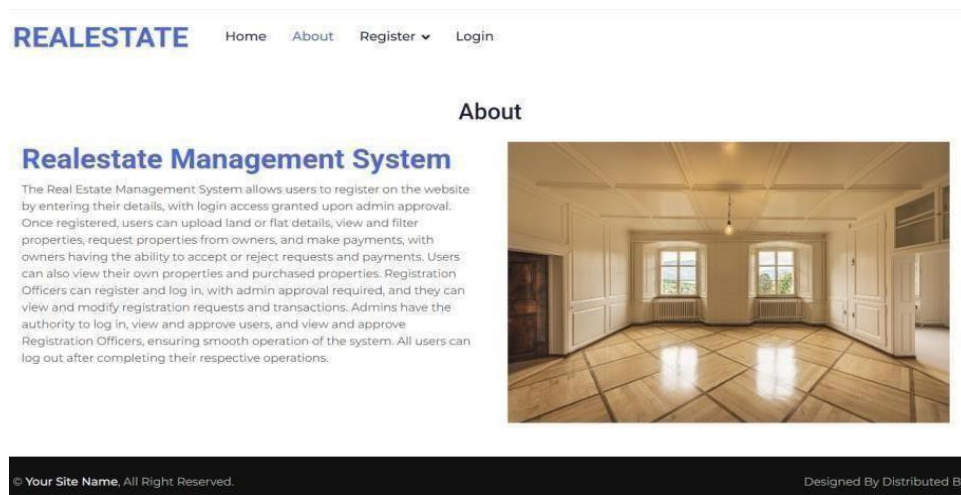 REALESTATE Home About Register Login
About
Realestate Management System
The Real Estate Management System allows users to register on the website
by entering their details, with login access granted upon admin approval.
Once registered, users can upload land or flat details, view and filter
properties, request properties from owners, and make payments, with
owners having the ability to accept or reject requests and payments. Users
can also view their own properties and purchased properties. Registration
Officers can register and log in, with admin approval required, and they can
view and modify registration requests and transactions. Admins have the
authority to log in, view and approve users, and view and approve
Registration Officers, ensuring smooth operation of the system. All users can
log out after completing their respective operations.
© Your Site Name, All Right Reserved. Designed By Distributed B